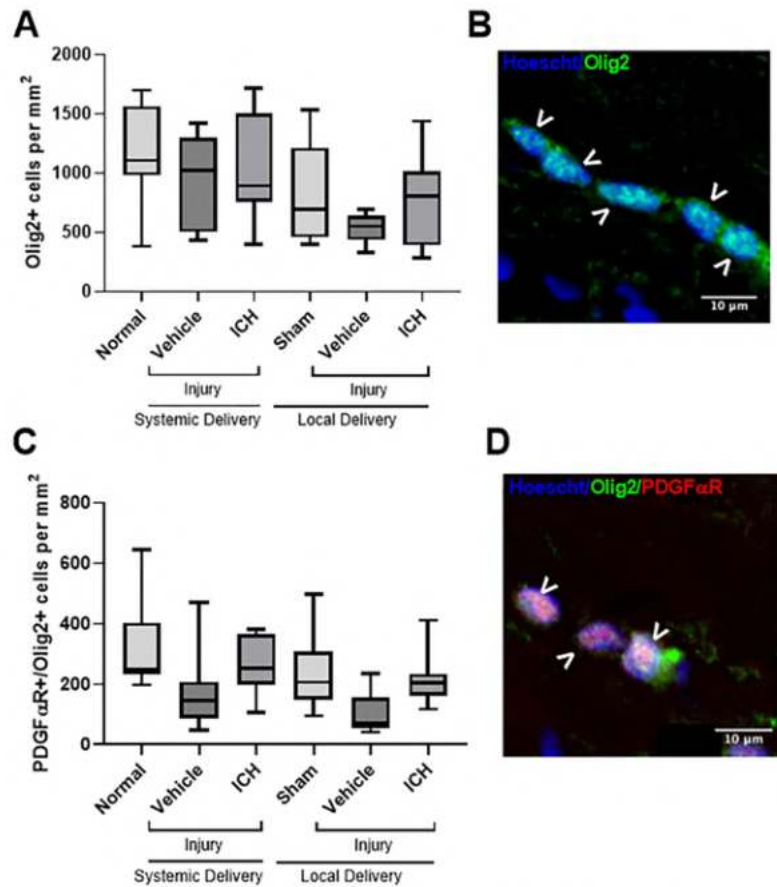 A
2000
1500
1000
500
0
Olig2+ cells per mm²
Normal
Vehicle
ICH
Sham
Vehicle
ICH
Injury
Injury
Systemic Delivery
Local Delivery
B
Hoescht/Olig2
10 µm
C
800
600
400
200
0
PDGFαR+/Olig2+ cells per mm²
Normal
Vehicle
ICH
Sham
Vehicle
ICH
Injury
Injury
Systemic Delivery
Local Delivery
D
Hoescht/Olig2/PDGFαR
10 µm